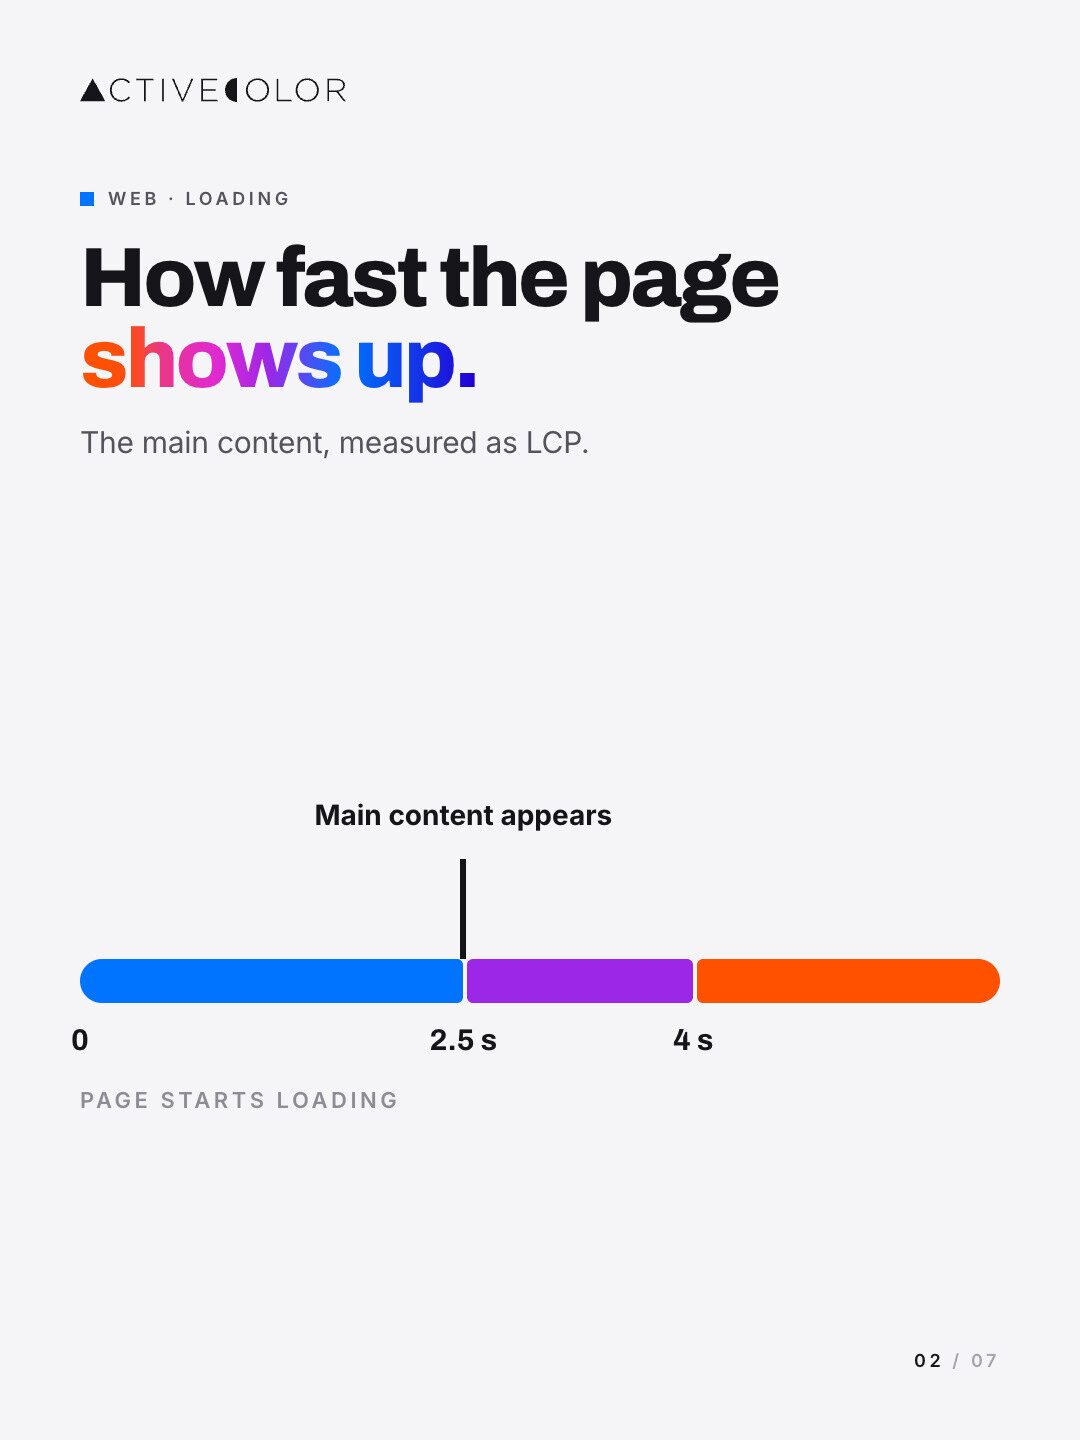 ACTIVECOLOR
WEB · LOADING
How fast the page
shows up.
The main content, measured as LCP.
Main content appears
0 2.5 s 4 s
PAGE STARTS LOADING
02 / 07